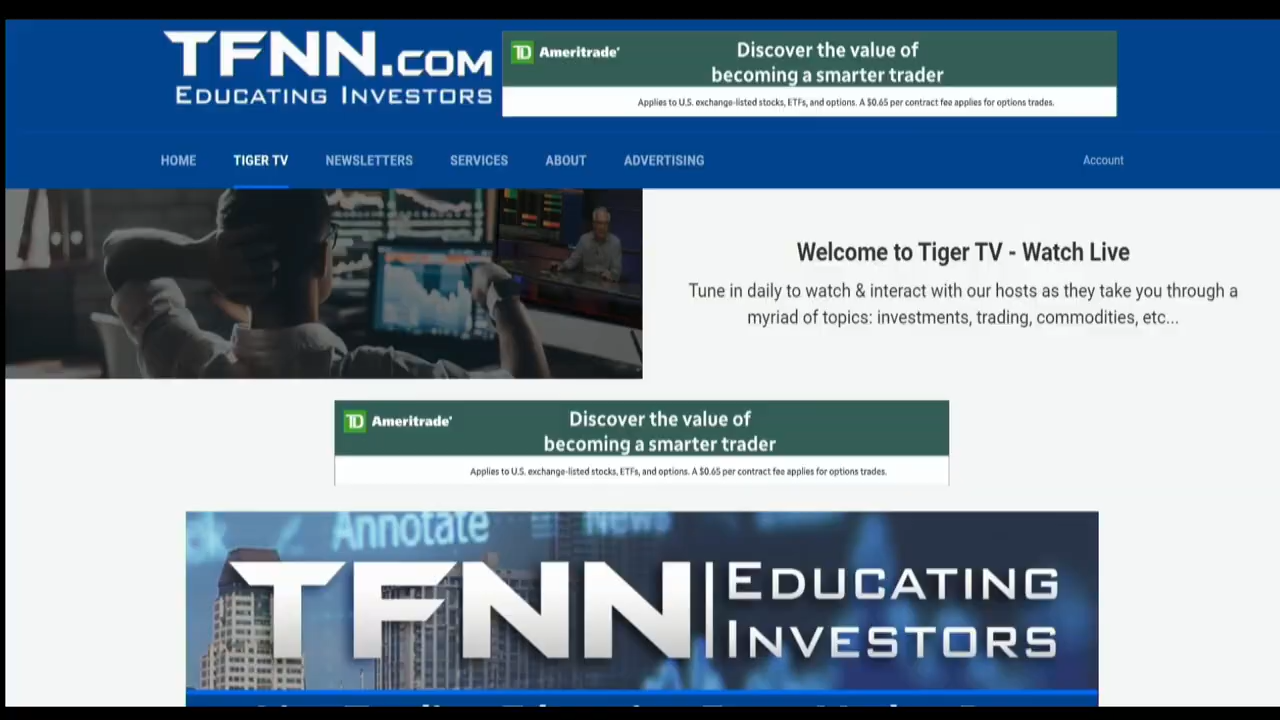 TFNN.COM
EDUCATING INVESTORS
TD Ameritrade
Discover the value of
becoming a smarter trader
Applies to U.S. exchange-listed stocks, ETFs, and options. A $0.65 per contract fee applies for options trades.
HOME TIGER TV NEWSLETTERS SERVICES ABOUT ADVERTISING Account
Welcome to Tiger TV - Watch Live
Tune in daily to watch & interact with our hosts as they take you through a
myriad of topics: investments, trading, commodities, etc...
TD Ameritrade
Discover the value of
becoming a smarter trader
Applies to U.S. exchange-listed stocks, ETFs, and options. A $0.65 per contract fee applies for options trades.
Annotate News
TFNN EDUCATING
INVESTORS